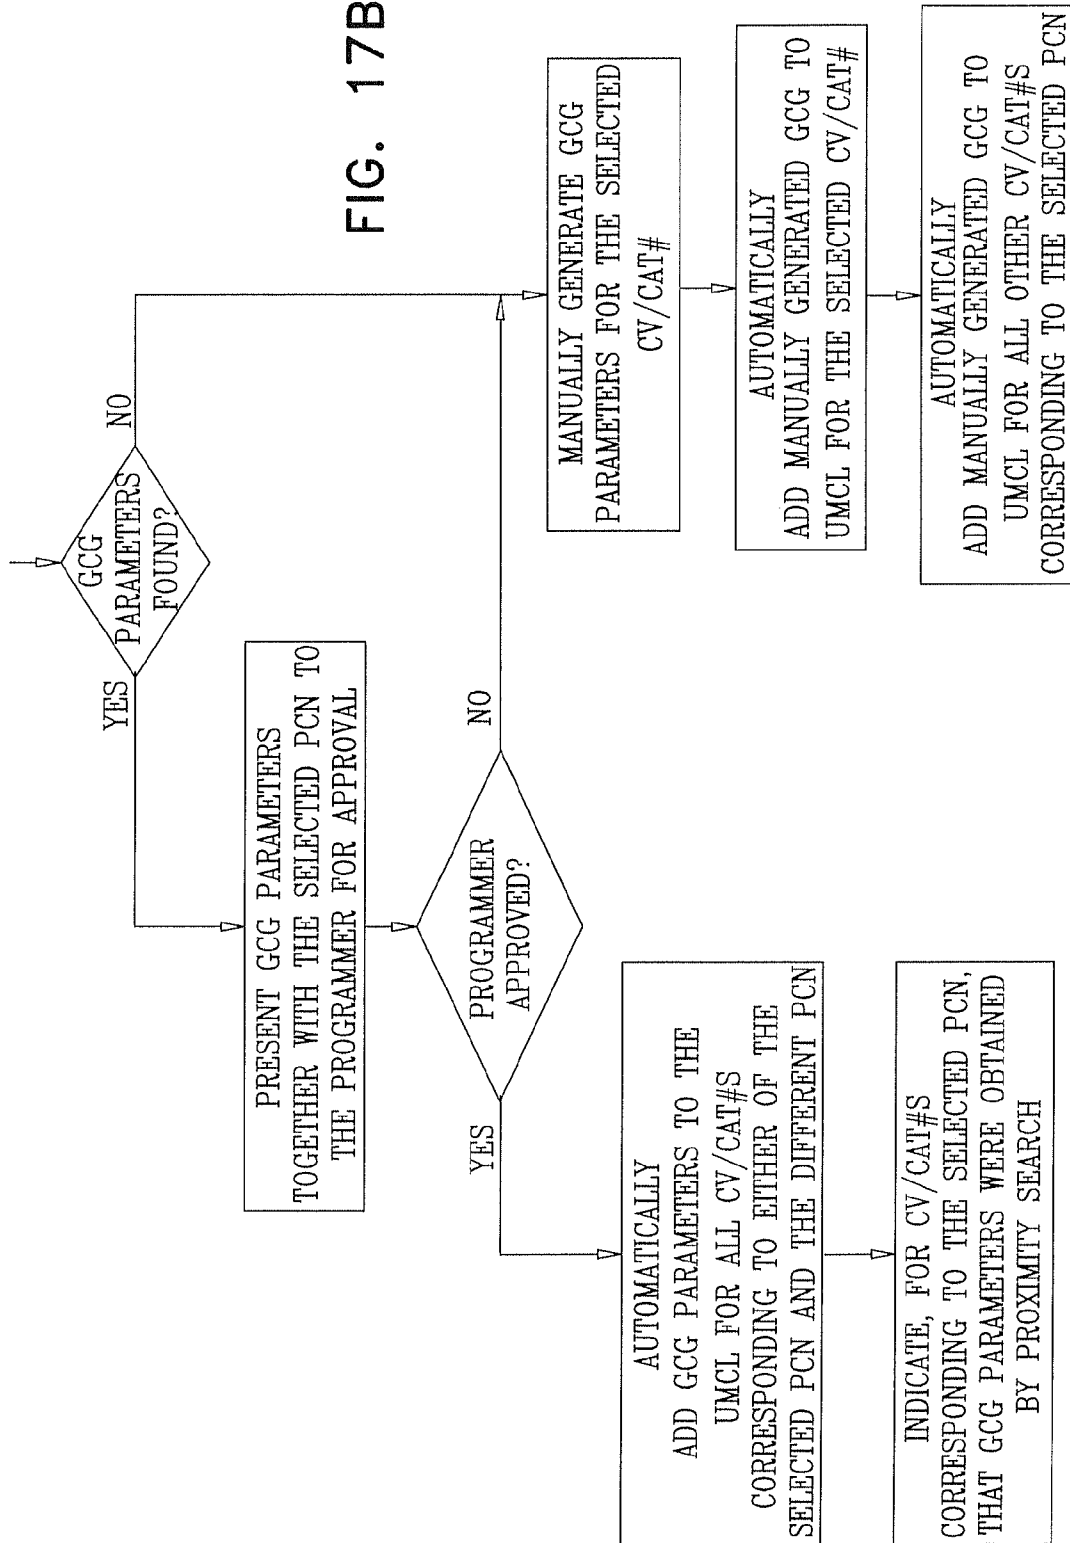 FIG. 17B
GCG
PARAMETERS
FOUND?
YES
NO
PRESENT GCG PARAMETERS
TOGETHER WITH THE SELECTED PCN TO
THE PROGRAMMER FOR APPROVAL
PROGRAMMER
APPROVED?
YES
NO
AUTOMATICALLY
ADD GCG PARAMETERS TO THE
UMCL FOR ALL CV/CAT#S
CORRESPONDING TO EITHER OF THE
SELECTED PCN AND THE DIFFERENT PCN
INDICATE, FOR CV/CAT#S
CORRESPONDING TO THE SELECTED PCN,
THAT GCG PARAMETERS WERE OBTAINED
BY PROXIMITY SEARCH
MANUALLY GENERATE GCG
PARAMETERS FOR THE SELECTED
CV/CAT#
AUTOMATICALLY
ADD MANUALLY GENERATED GCG TO
UMCL FOR THE SELECTED CV/CAT#
AUTOMATICALLY
ADD MANUALLY GENERATED GCG TO
UMCL FOR ALL OTHER CV/CAT#S
CORRESPONDING TO THE SELECTED PCN